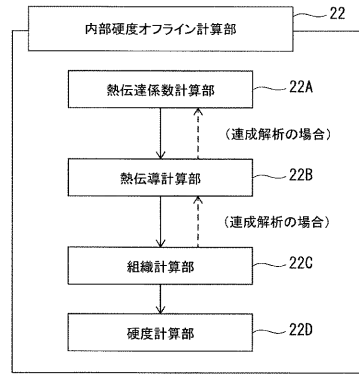 内部硬度オフライン計算部
22
熱伝達係数計算部
22A
(連成解析の場合)
熱伝導計算部
22B
(連成解析の場合)
組織計算部
22C
硬度計算部
22D